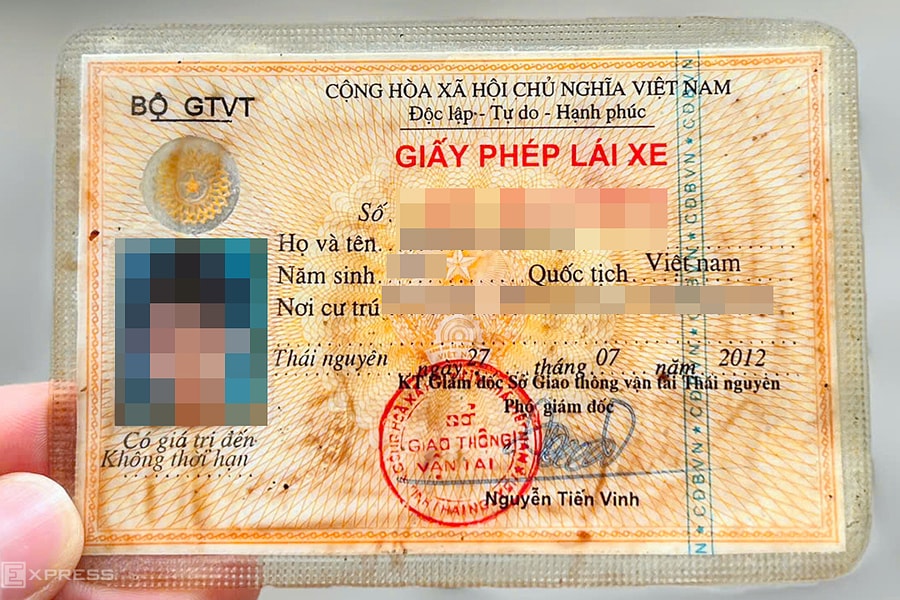 BỘ GTVT
CỘNG HÒA XÃ HỘI CHỦ NGHĨA VIỆT NAM
Độc lập - Tự do - Hạnh phúc
GIẤY PHÉP LÁI XE
Số
Họ và tên
Năm sinh
Quốc tịch Việt nam
Nơi cư trú
Thái nguyên ngày 27 tháng 07 năm 2012
KT Giám đốc Sở Giao thông vận tải Thái nguyên
Phó giám đốc
Có giá trị đến
Không thời hạn
SỞ
GIAO THÔNG
VẬN TẢI
Nguyễn Tiến Vinh
CĐBVN ★ CĐBVN ★ CĐBVN
EXPRESS